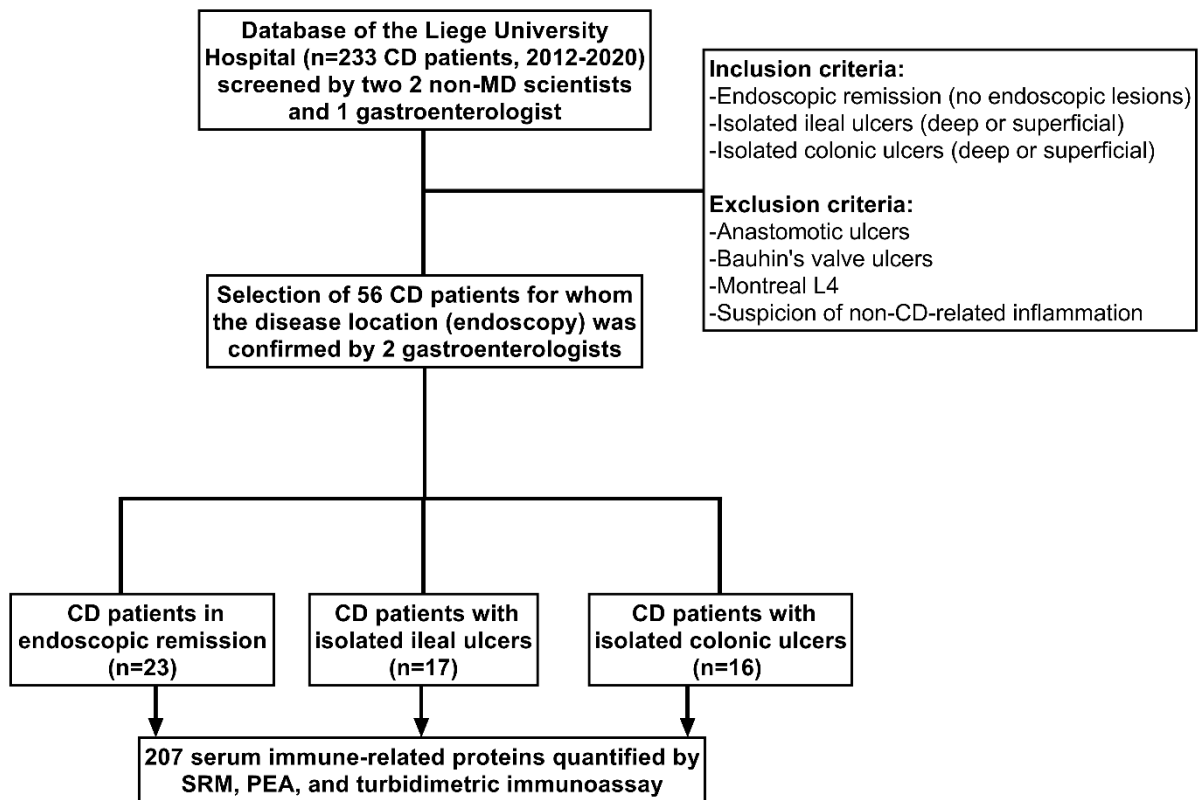 Database of the Liege University
Hospital (n=233 CD patients, 2012-2020)
screened by two 2 non-MD scientists
and 1 gastroenterologist
Inclusion criteria:
-Endoscopic remission (no endoscopic lesions)
-Isolated ileal ulcers (deep or superficial)
-Isolated colonic ulcers (deep or superficial)
Exclusion criteria:
-Anastomotic ulcers
-Bauhin's valve ulcers
-Montreal L4
-Suspicion of non-CD-related inflammation
Selection of 56 CD patients for whom
the disease location (endoscopy) was
confirmed by 2 gastroenterologists
CD patients in
endoscopic remission
(n=23)
CD patients with
isolated ileal ulcers
(n=17)
CD patients with
isolated colonic ulcers
(n=16)
207 serum immune-related proteins quantified by
SRM, PEA, and turbidimetric immunoassay